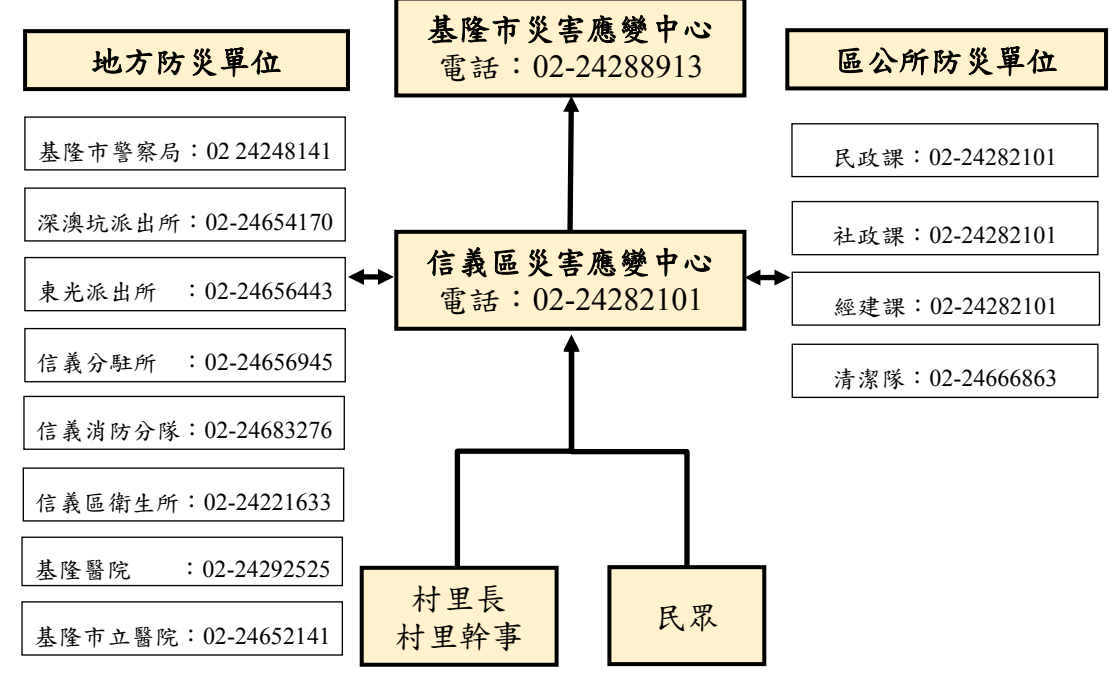 地方防災單位
基隆市警察局：02 24248141
深澳坑派出所：02-24654170
東光派出所　：02-24656443
信義分駐所　：02-24656945
信義消防分隊：02-24683276
信義區衛生所：02-24221633
基隆醫院　　：02-24292525
基隆市立醫院：02-24652141
基隆市災害應變中心
電話：02-24288913
信義區災害應變中心
電話：02-24282101
村里長
村里幹事
民眾
區公所防災單位
民政課：02-24282101
社政課：02-24282101
經建課：02-24282101
清潔隊：02-24666863